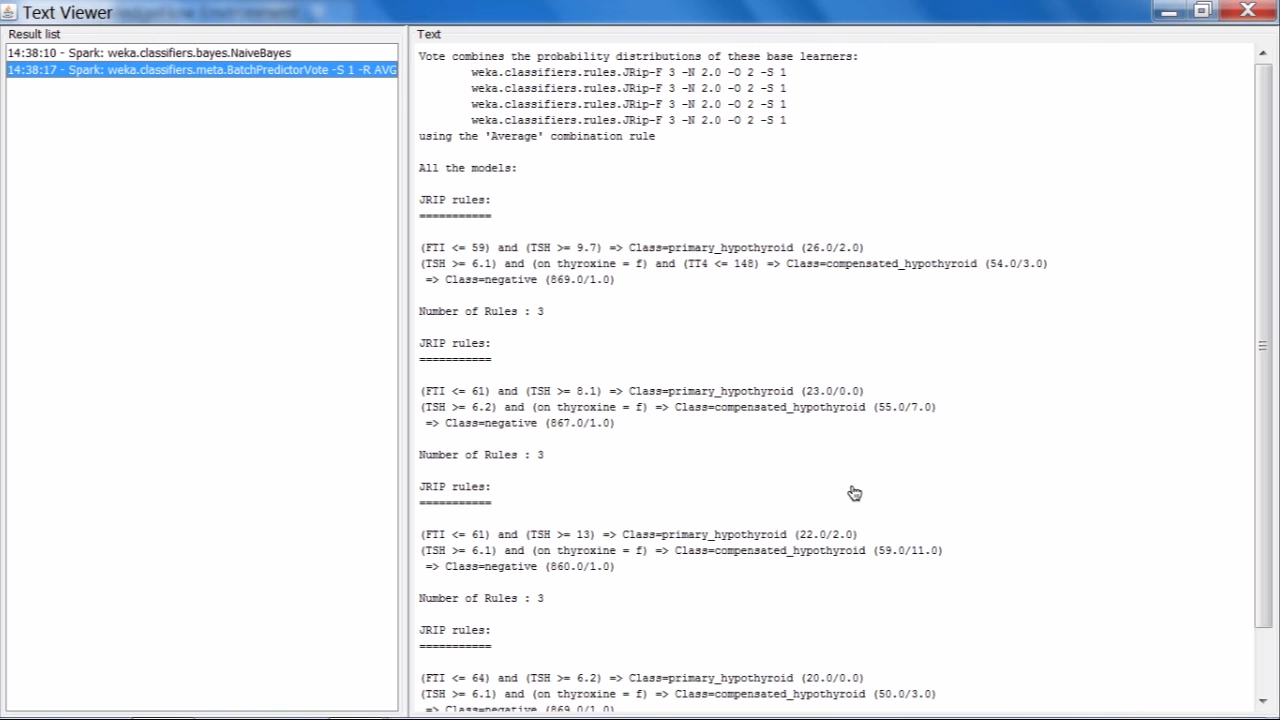 Text Viewer
Result list
14:38:10 - Spark: weka.classifiers.bayes.NaiveBayes
14:38:17 - Spark: weka.classifiers.meta.BatchPredictorVote -S 1 -R AVG
Text
Vote combines the probability distributions of these base learners:
weka.classifiers.rules.JRip-F 3 -N 2.0 -O 2 -S 1
weka.classifiers.rules.JRip-F 3 -N 2.0 -O 2 -S 1
weka.classifiers.rules.JRip-F 3 -N 2.0 -O 2 -S 1
weka.classifiers.rules.JRip-F 3 -N 2.0 -O 2 -S 1
using the 'Average' combination rule
All the models:
JRIP rules:
===========
(FTI <= 59) and (TSH >= 9.7) => Class=primary_hypothyroid (26.0/2.0)
(TSH >= 6.1) and (on thyroxine = f) and (TT4 <= 148) => Class=compensated_hypothyroid (54.0/3.0)
=> Class=negative (869.0/1.0)
Number of Rules : 3
JRIP rules:
===========
(FTI <= 61) and (TSH >= 8.1) => Class=primary_hypothyroid (23.0/0.0)
(TSH >= 6.2) and (on thyroxine = f) => Class=compensated_hypothyroid (55.0/7.0)
=> Class=negative (867.0/1.0)
Number of Rules : 3
JRIP rules:
===========
(FTI <= 61) and (TSH >= 13) => Class=primary_hypothyroid (22.0/2.0)
(TSH >= 6.1) and (on thyroxine = f) => Class=compensated_hypothyroid (59.0/11.0)
=> Class=negative (860.0/1.0)
Number of Rules : 3
JRIP rules:
===========
(FTI <= 64) and (TSH >= 6.2) => Class=primary_hypothyroid (20.0/0.0)
(TSH >= 6.1) and (on thyroxine = f) => Class=compensated_hypothyroid (50.0/3.0)
=> Class=negative (869.0/1.0)